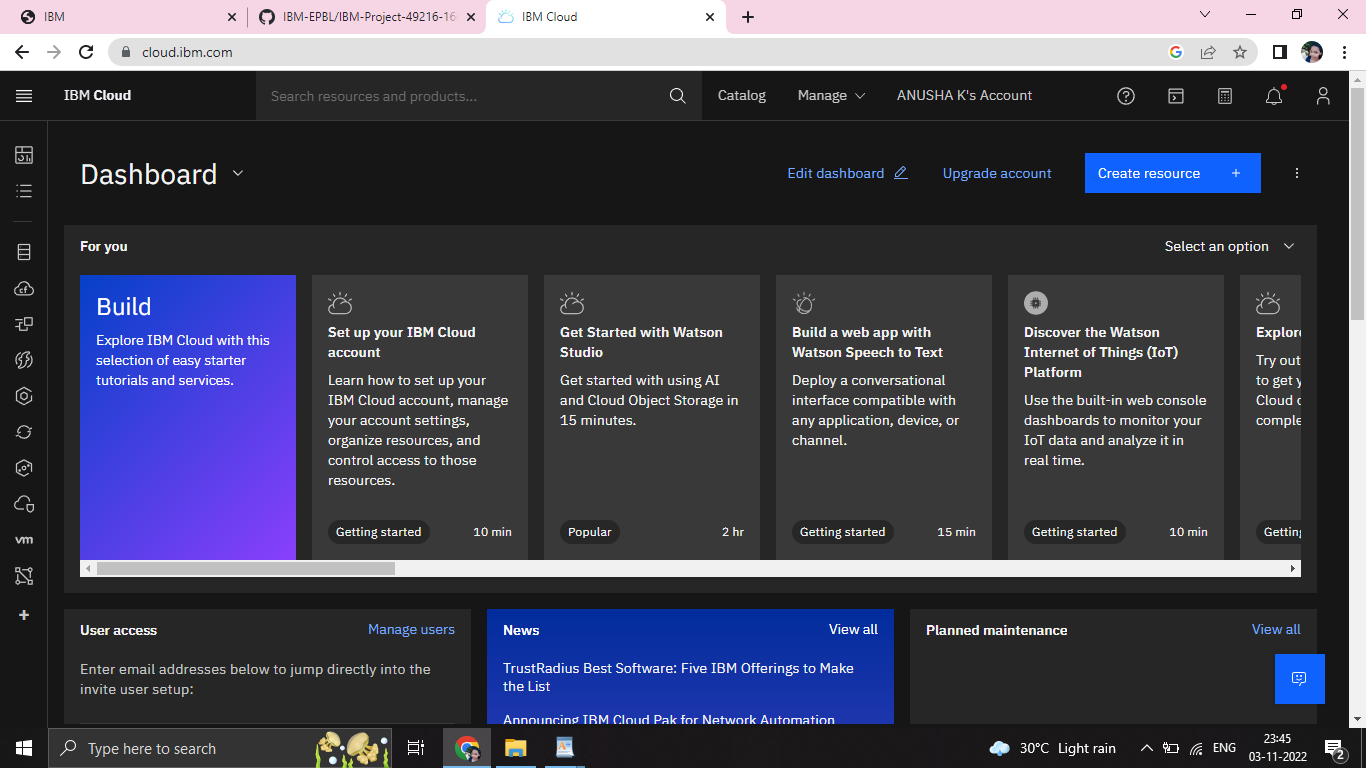 IBM
IBM-EPBL/IBM-Project-49216-16
IBM Cloud
cloud.ibm.com
IBM Cloud
Search resources and products...
Catalog
Manage
ANUSHA K's Account
Dashboard
Edit dashboard
Upgrade account
Create resource +
For you
Select an option
Build
Explore IBM Cloud with this
selection of easy starter
tutorials and services.
Set up your IBM Cloud
account
Learn how to set up your
IBM Cloud account, manage
your account settings,
organize resources, and
control access to those
resources.
Getting started
10 min
Get Started with Watson
Studio
Get started with using AI
and Cloud Object Storage in
15 minutes.
Popular
2 hr
Build a web app with
Watson Speech to Text
Deploy a conversational
interface compatible with
any application, device, or
channel.
Getting started
15 min
Discover the Watson
Internet of Things (IoT)
Platform
Use the built-in web console
dashboards to monitor your
IoT data and analyze it in
real time.
Getting started
10 min
Explore
Try out
to get y
Cloud
comple
Getting
cf
vm
User access
Manage users
Enter email addresses below to jump directly into the
invite user setup:
News
View all
TrustRadius Best Software: Five IBM Offerings to Make
the List
Announcing IBM Cloud Pak for Network Automation
Planned maintenance
View all
Type here to search
30°C Light rain
ENG
23:45
03-11-2022
2